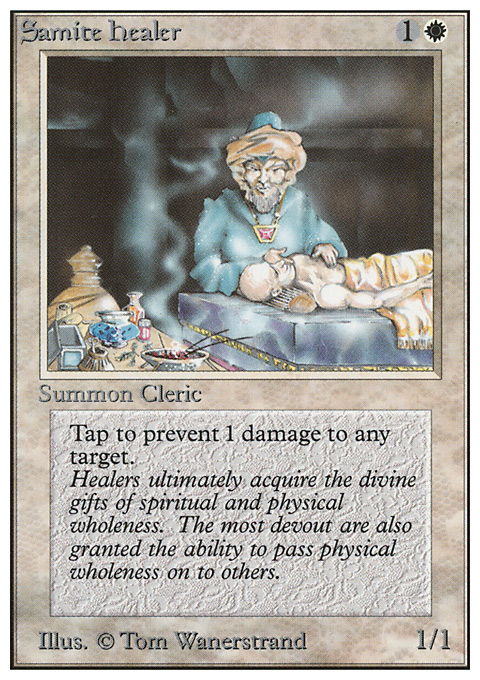 Samite Healer 1
Summon Cleric
Tap to prevent 1 damage to any
target.
Healers ultimately acquire the divine
gifts of spiritual and physical
wholeness. The most devout are also
granted the ability to pass physical
wholeness on to others.
Illus. © Tom Wänerstrand 1/1